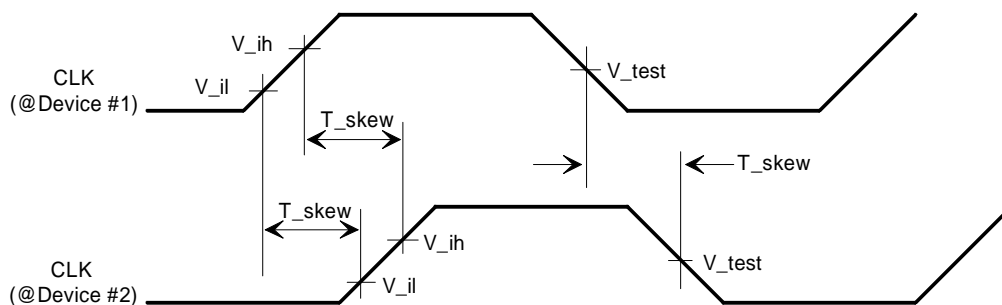 V_ih
V_test
CLK
V_il
(@Device #1)
T_skew
T_skew
T_skew
V_ih
V_test
CLK
V_il
(@Device #2)